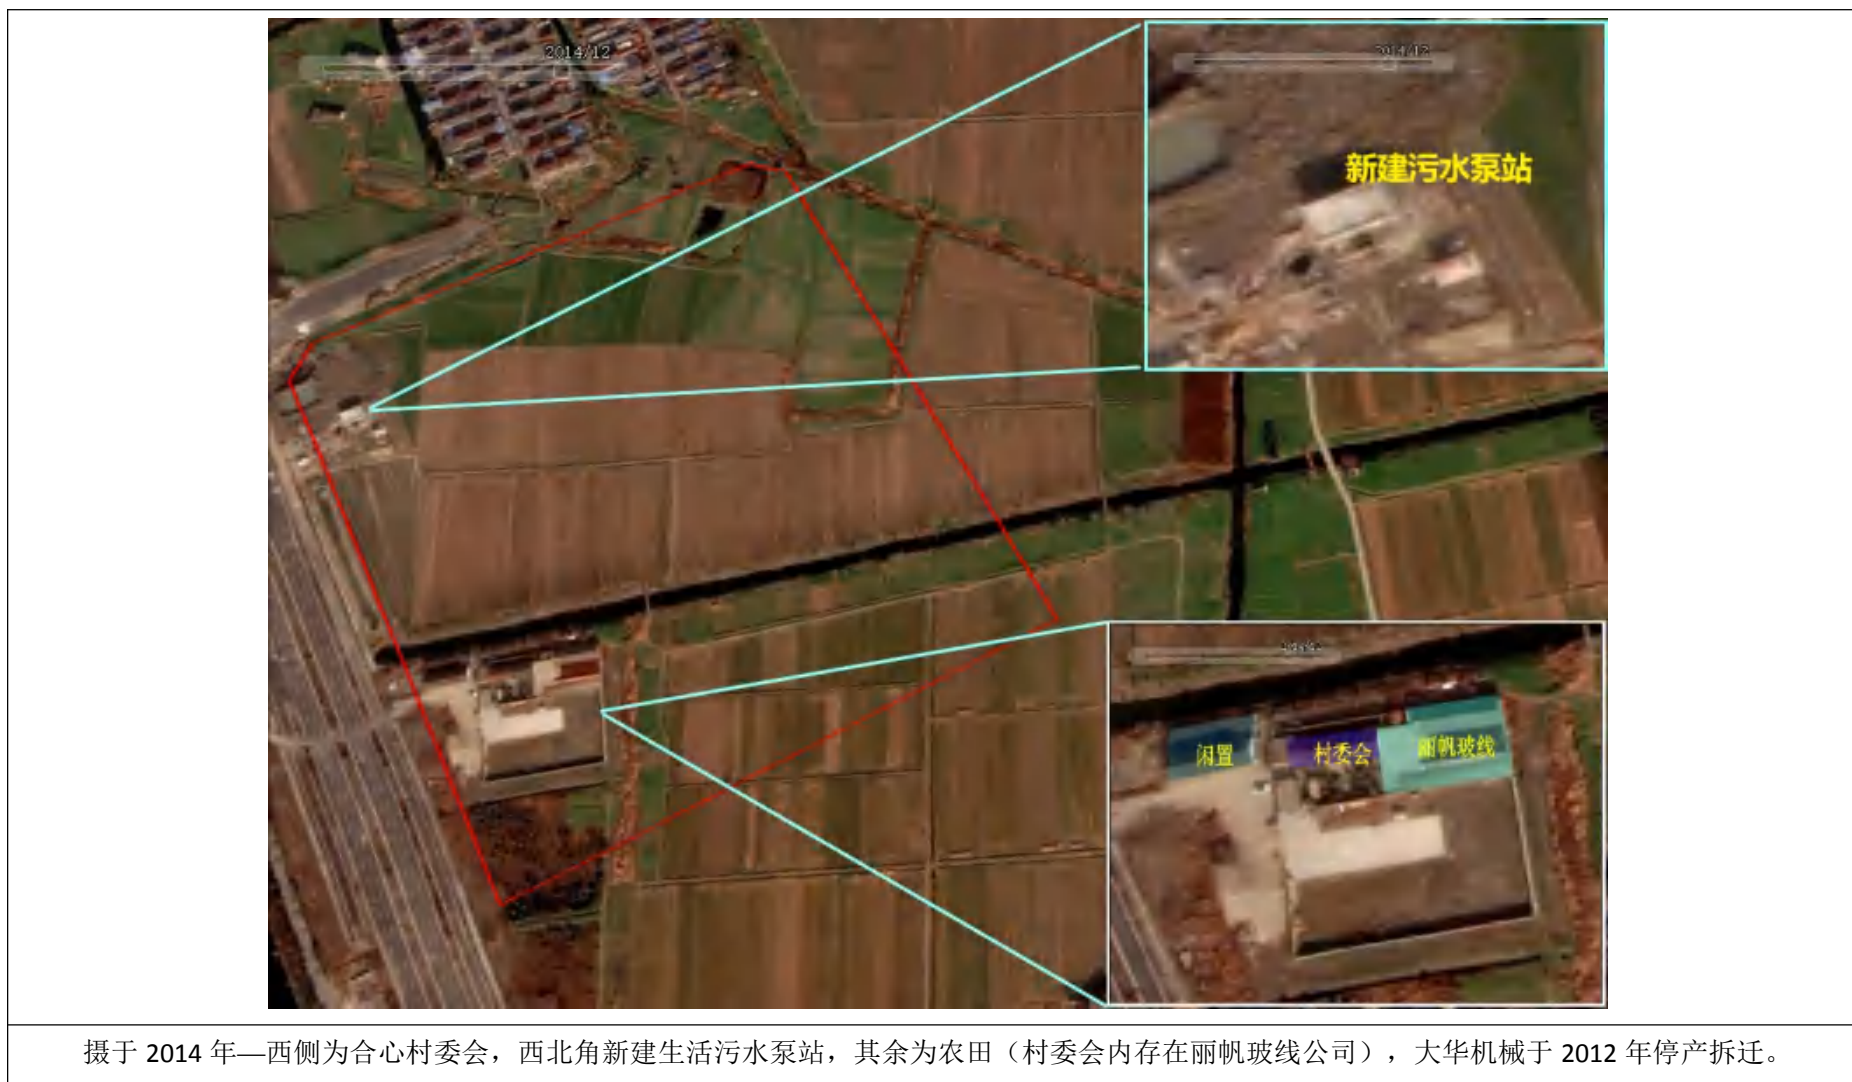 2014/12
2014/12
新建污水泵站
闲置
村委会
丽帆玻线
摄于 2014 年—西侧为合心村委会，西北角新建生活污水泵站，其余为农田（村委会内存在丽帆玻线公司），大华机械于 2012 年停产拆迁。